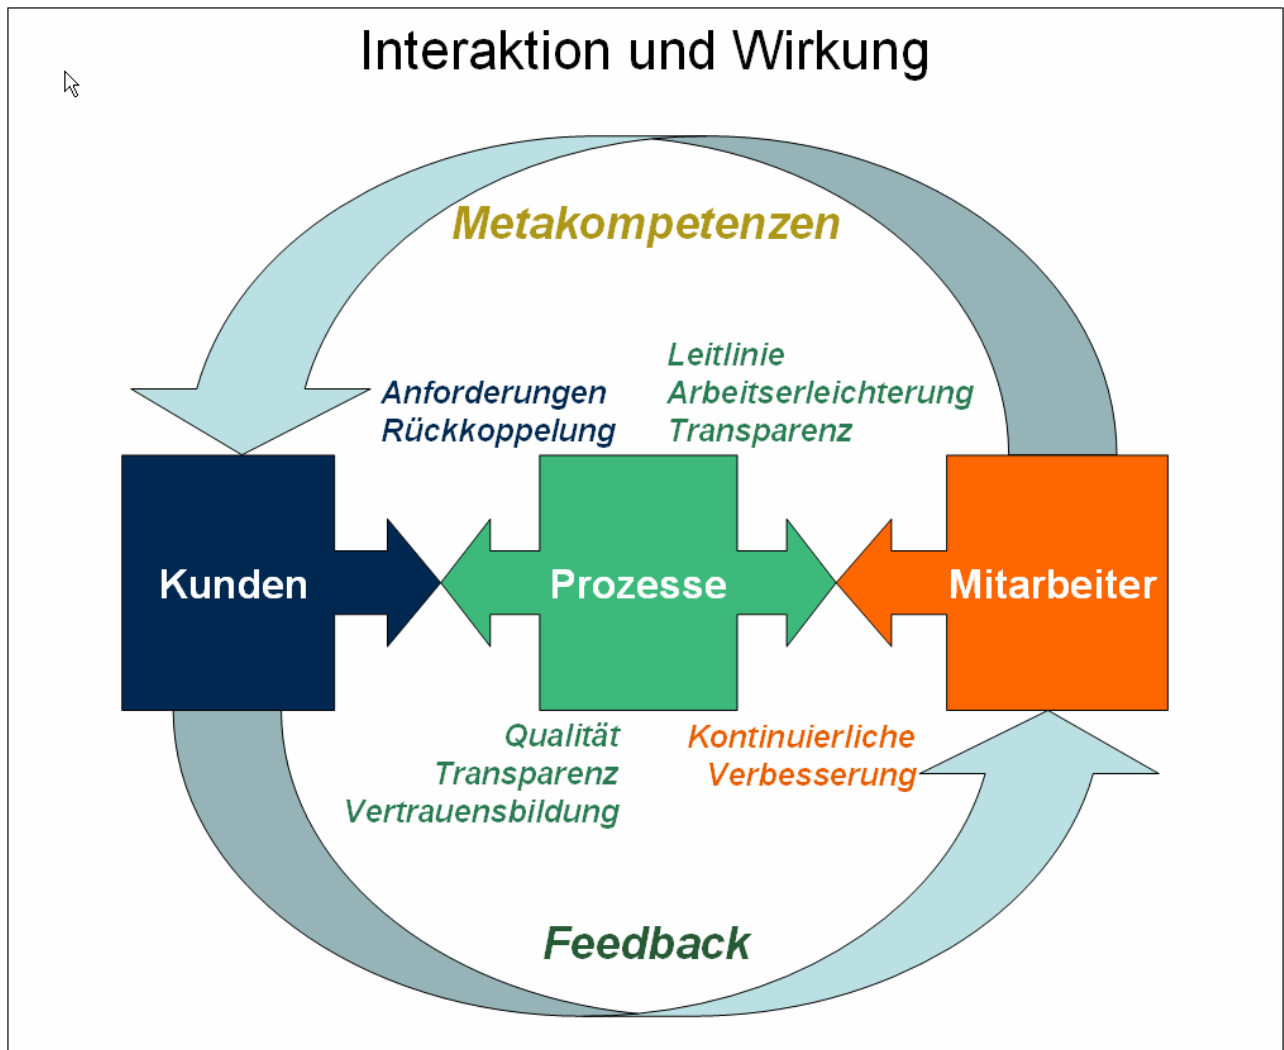 Interaktion und Wirkung
Metakompetenzen
Anforderungen
Rückkoppelung
Leitlinie
Arbeitserleichterung
Transparenz
Kunden
Prozesse
Mitarbeiter
Qualität
Transparenz
Vertrauensbildung
Kontinuierliche
Verbesserung
Feedback